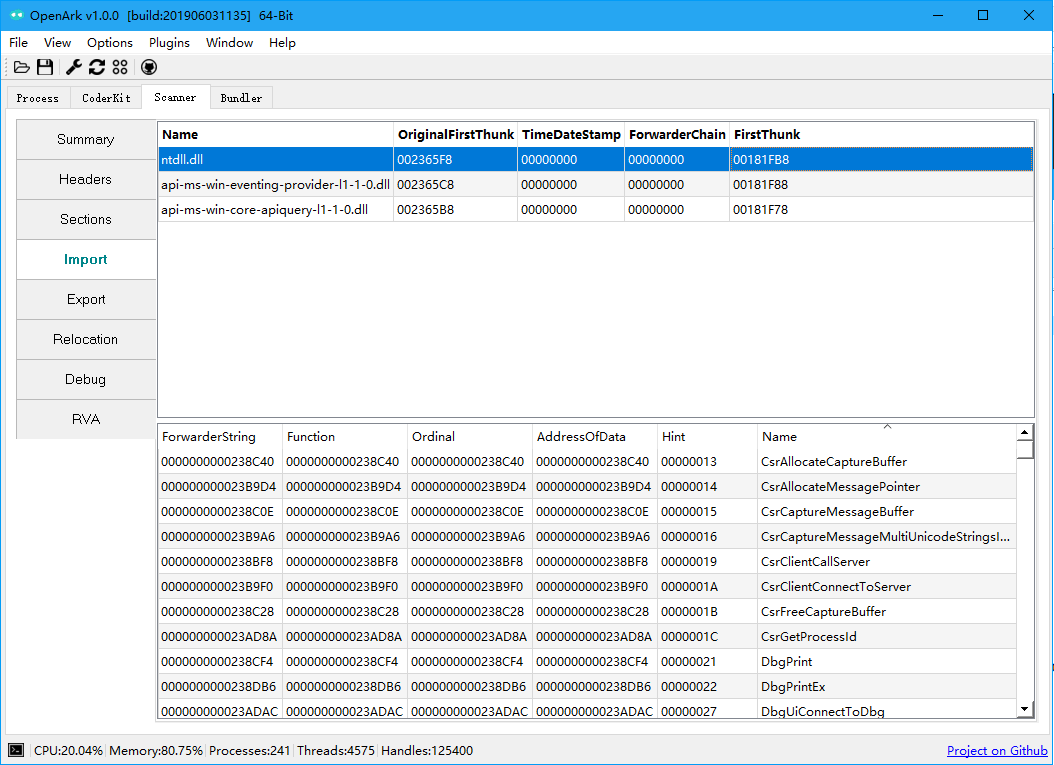 OpenArk v1.0.0 [build:201906031135] 64-Bit
File View Options Plugins Window Help
Process CoderKit Scanner Bundler
Summary
Headers
Sections
Import
Export
Relocation
Debug
RVA
Name OriginalFirstThunk TimeDateStamp ForwarderChain FirstThunk
ntdll.dll 002365F8 00000000 00000000 00181FB8
api-ms-win-eventing-provider-l1-1-0.dll 002365C8 00000000 00000000 00181F88
api-ms-win-core-apiquery-l1-1-0.dll 002365B8 00000000 00000000 00181F78
ForwarderString Function Ordinal AddressOfData Hint Name
0000000000238C40 0000000000238C40 0000000000238C40 0000000000238C40 00000013 CsrAllocateCaptureBuffer
000000000023B9D4 000000000023B9D4 000000000023B9D4 000000000023B9D4 00000014 CsrAllocateMessagePointer
0000000000238C0E 0000000000238C0E 0000000000238C0E 0000000000238C0E 00000015 CsrCaptureMessageBuffer
000000000023B9A6 000000000023B9A6 000000000023B9A6 000000000023B9A6 00000016 CsrCaptureMessageMultiUnicodeStringsI...
0000000000238BF8 0000000000238BF8 0000000000238BF8 0000000000238BF8 00000019 CsrClientCallServer
000000000023B9F0 000000000023B9F0 000000000023B9F0 000000000023B9F0 0000001A CsrClientConnectToServer
0000000000238C28 0000000000238C28 0000000000238C28 0000000000238C28 0000001B CsrFreeCaptureBuffer
000000000023AD8A 000000000023AD8A 000000000023AD8A 000000000023AD8A 0000001C CsrGetProcessId
0000000000238CF4 0000000000238CF4 0000000000238CF4 0000000000238CF4 00000021 DbgPrint
0000000000238DB6 0000000000238DB6 0000000000238DB6 0000000000238DB6 00000022 DbgPrintEx
000000000023ADAC 000000000023ADAC 000000000023ADAC 000000000023ADAC 00000027 DbgUiConnectToDbg
CPU:20.04% Memory:80.75% Processes:241 Threads:4575 Handles:125400 Project on Github